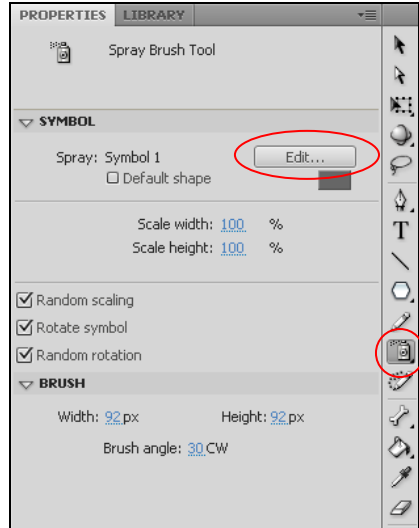 PROPERTIES LIBRARY
Spray Brush Tool
SYMBOL
Spray: Symbol 1 Edit...
Default shape
Scale width: 100 %
Scale height: 100 %
Random scaling
Rotate symbol
Random rotation
BRUSH
Width: 92 px Height: 92 px
Brush angle: 30 CW
T